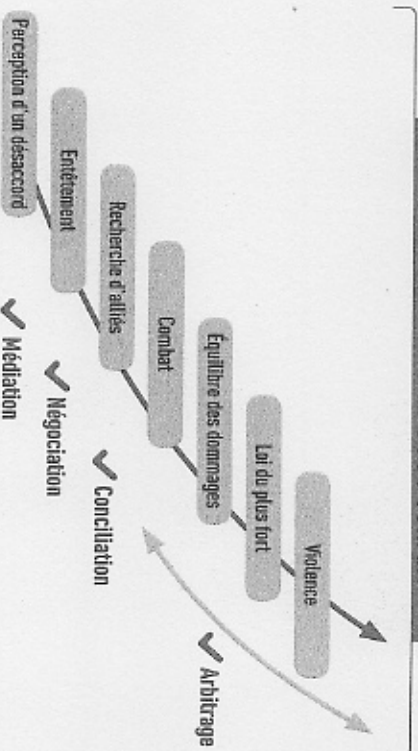 Violence
Loi du plus fort
Équilibre des dommages
Combat
Recherche d'alliés
Entêtement
Perception d'un désaccord
Arbitrage
Conciliation
Négociation
Médiation